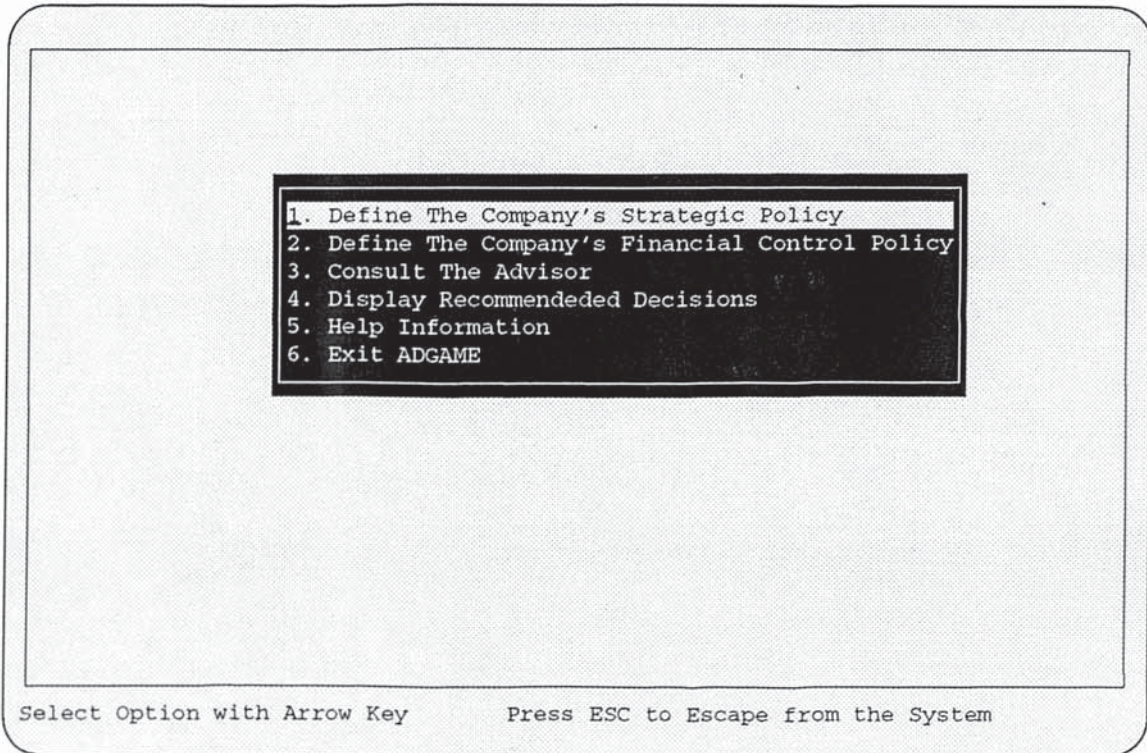 1. Define The Company's Strategic Policy
2. Define The Company's Financial Control Policy
3. Consult The Advisor
4. Display Recommendeded Decisions
5. Help Information
6. Exit ADGAME
Select Option with Arrow Key Press ESC to Escape from the System